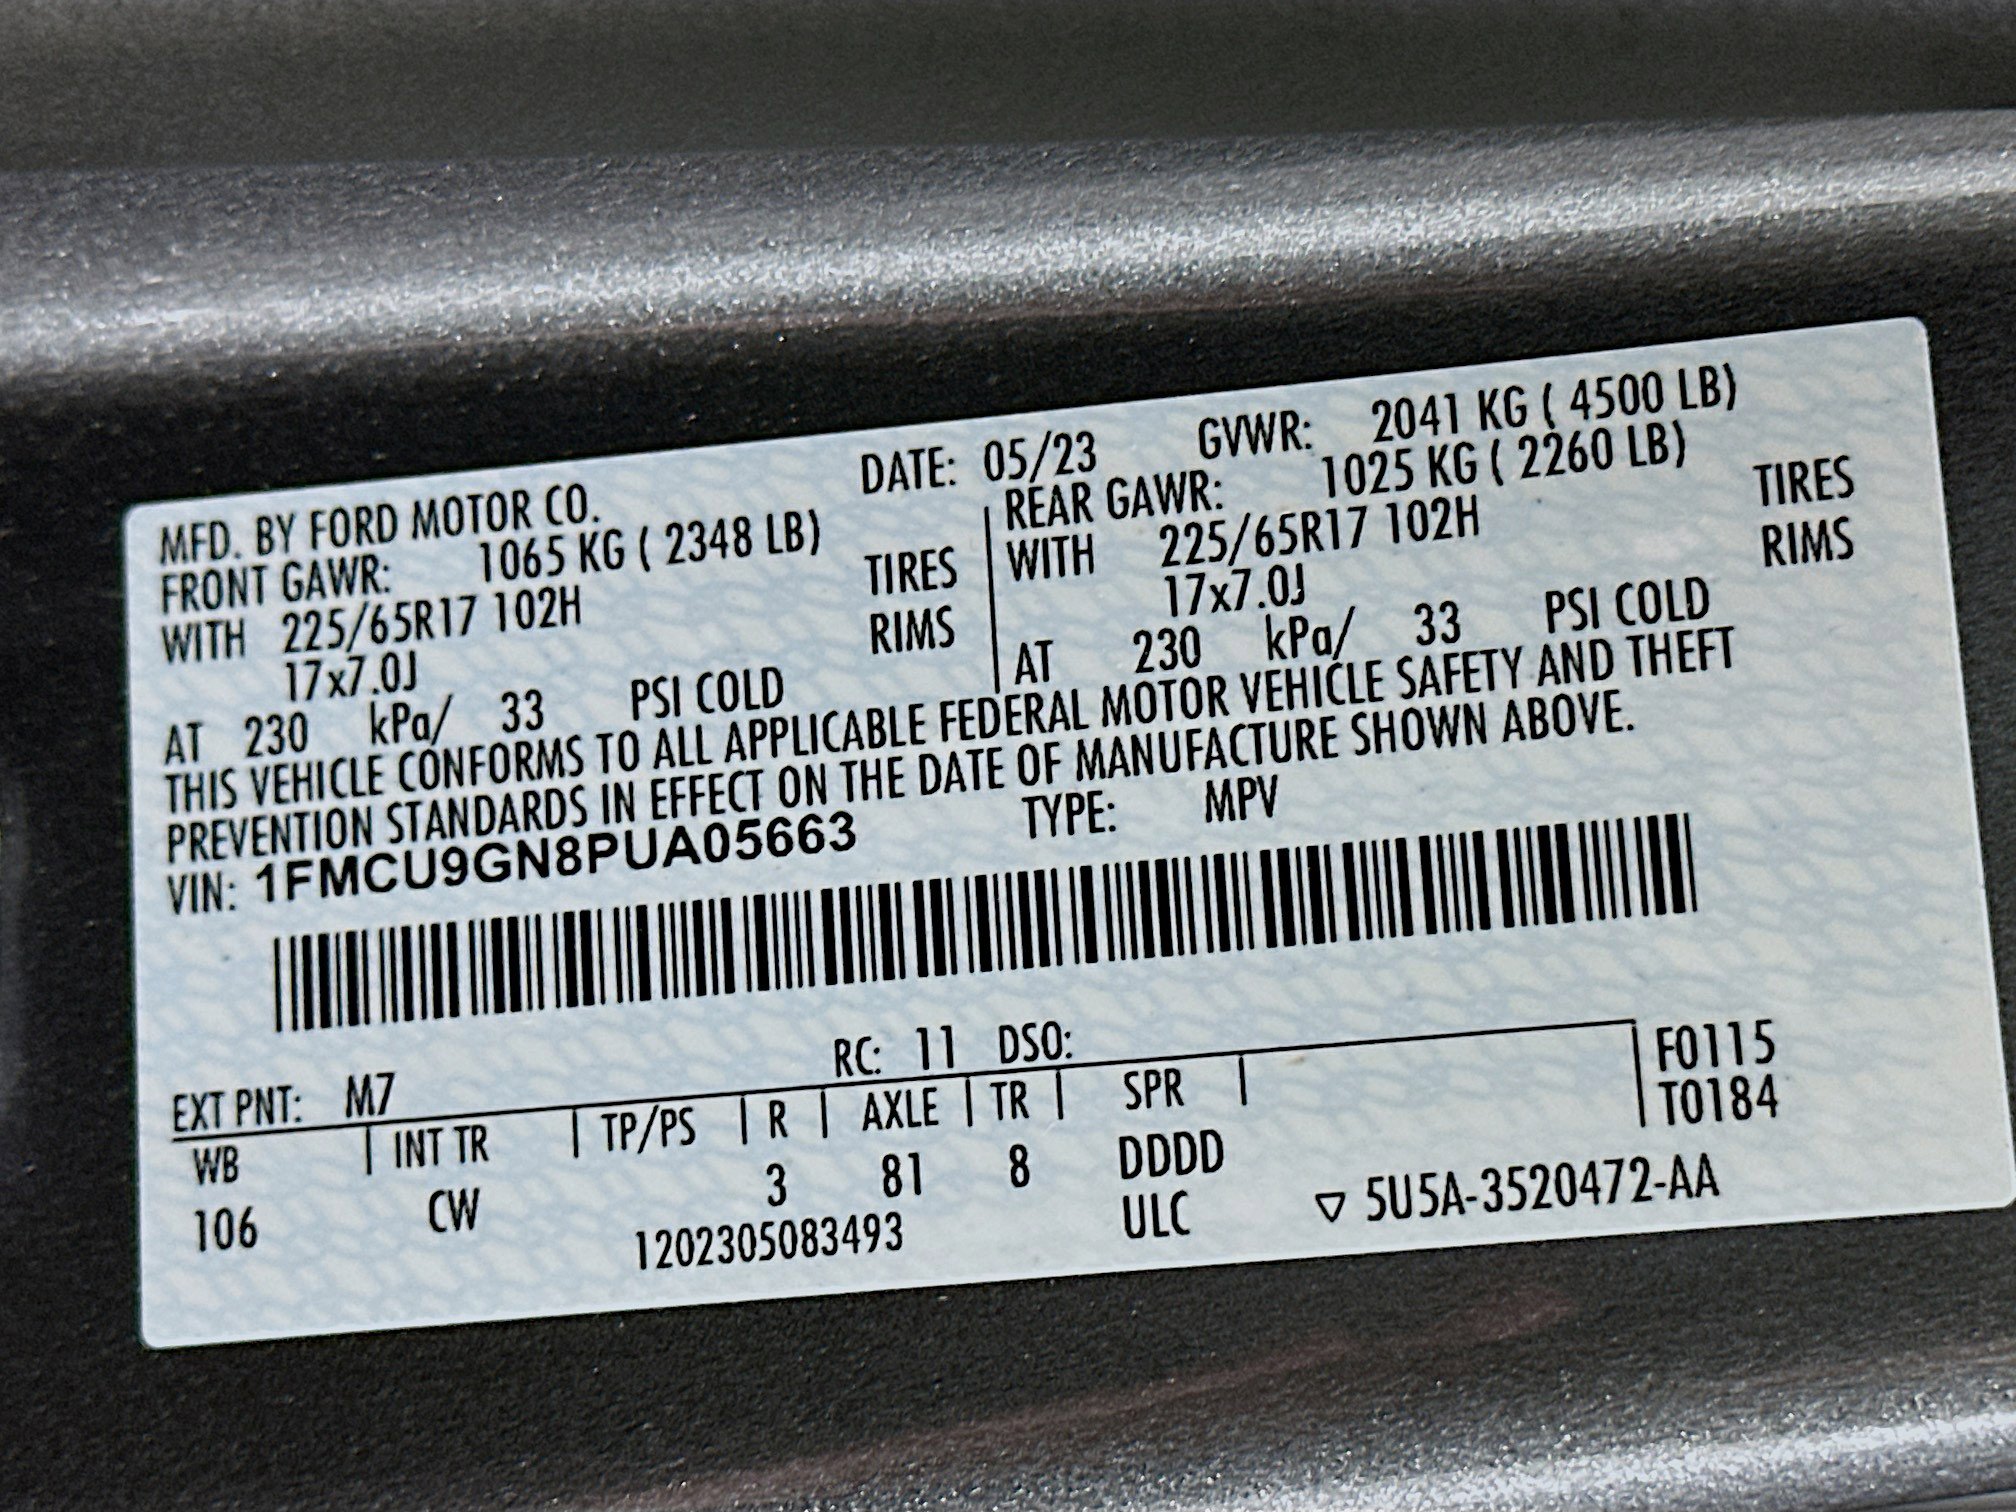 MFD. BY FORD MOTOR CO. DATE: 05/23 GVWR: 2041 KG ( 4500 LB)
FRONT GAWR: 1065 KG ( 2348 LB) REAR GAWR: 1025 KG ( 2260 LB)
WITH 225/65R17 102H TIRES WITH 225/65R17 102H TIRES
17x7.0J RIMS 17x7.0J RIMS
AT 230 kPa/ 33 PSI COLD AT 230 kPa/ 33 PSI COLD
THIS VEHICLE CONFORMS TO ALL APPLICABLE FEDERAL MOTOR VEHICLE SAFETY AND THEFT
PREVENTION STANDARDS IN EFFECT ON THE DATE OF MANUFACTURE SHOWN ABOVE.
VIN: 1FMCU9GN8PUA05663 TYPE: MPV
EXT PNT: M7 RC: 11 DSO: F0115
WB INT TR TP/PS R AXLE TR SPR T0184
106 CW 3 81 8 DDDD
1202305083493 ULC ▽ 5U5A-3520472-AA